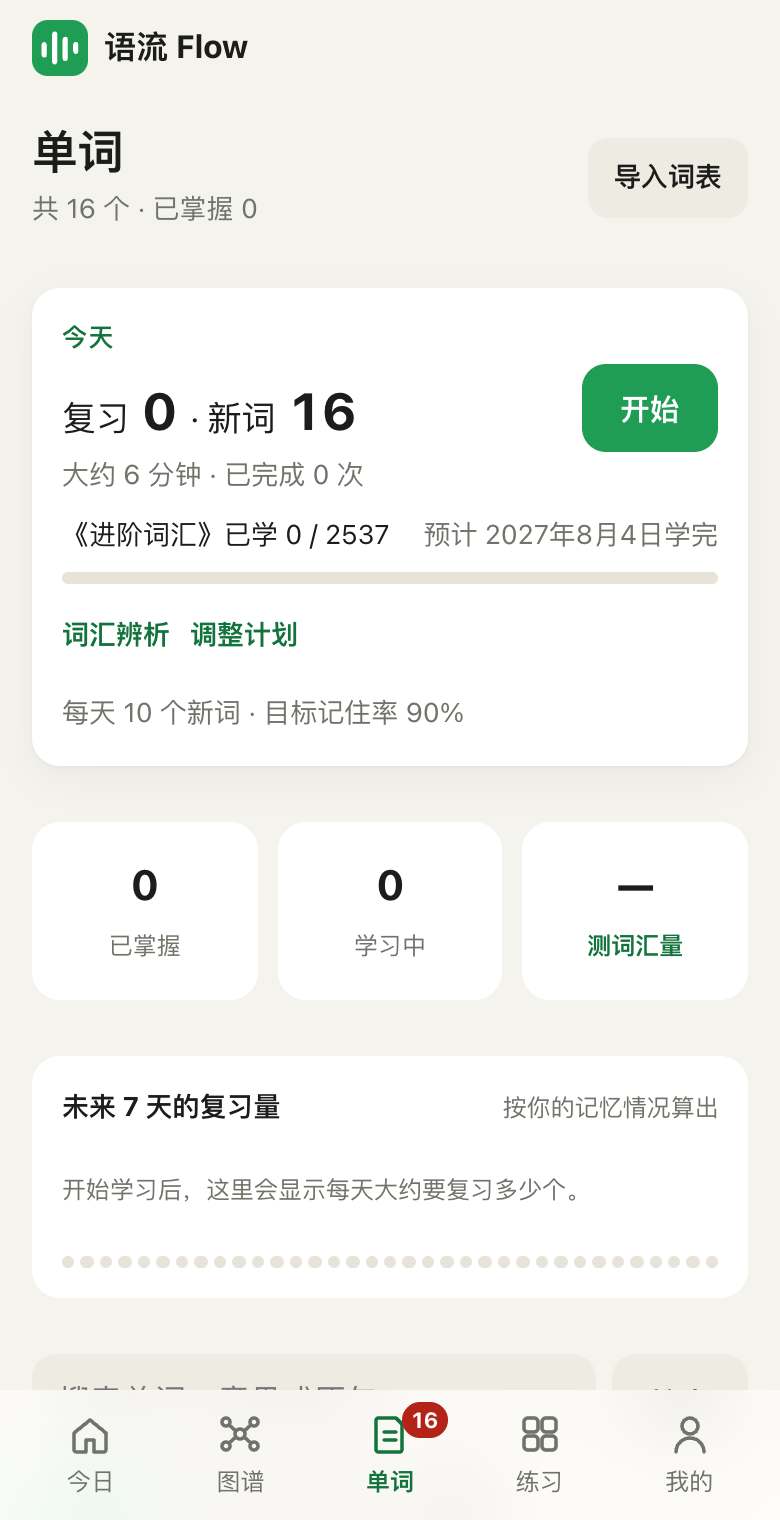 语流 Flow
单词
共 16 个 · 已掌握 0
导入词表
今天
复习 0 · 新词 16
开始
大约 6 分钟 · 已完成 0 次
《进阶词汇》已学 0 / 2537 预计 2027年8月4日学完
词汇辨析 调整计划
每天 10 个新词 · 目标记住率 90%
0 0 —
已掌握 学习中 测词汇量
未来 7 天的复习量 按你的记忆情况算出
开始学习后，这里会显示每天大约要复习多少个。
16
今日 图谱 单词 练习 我的